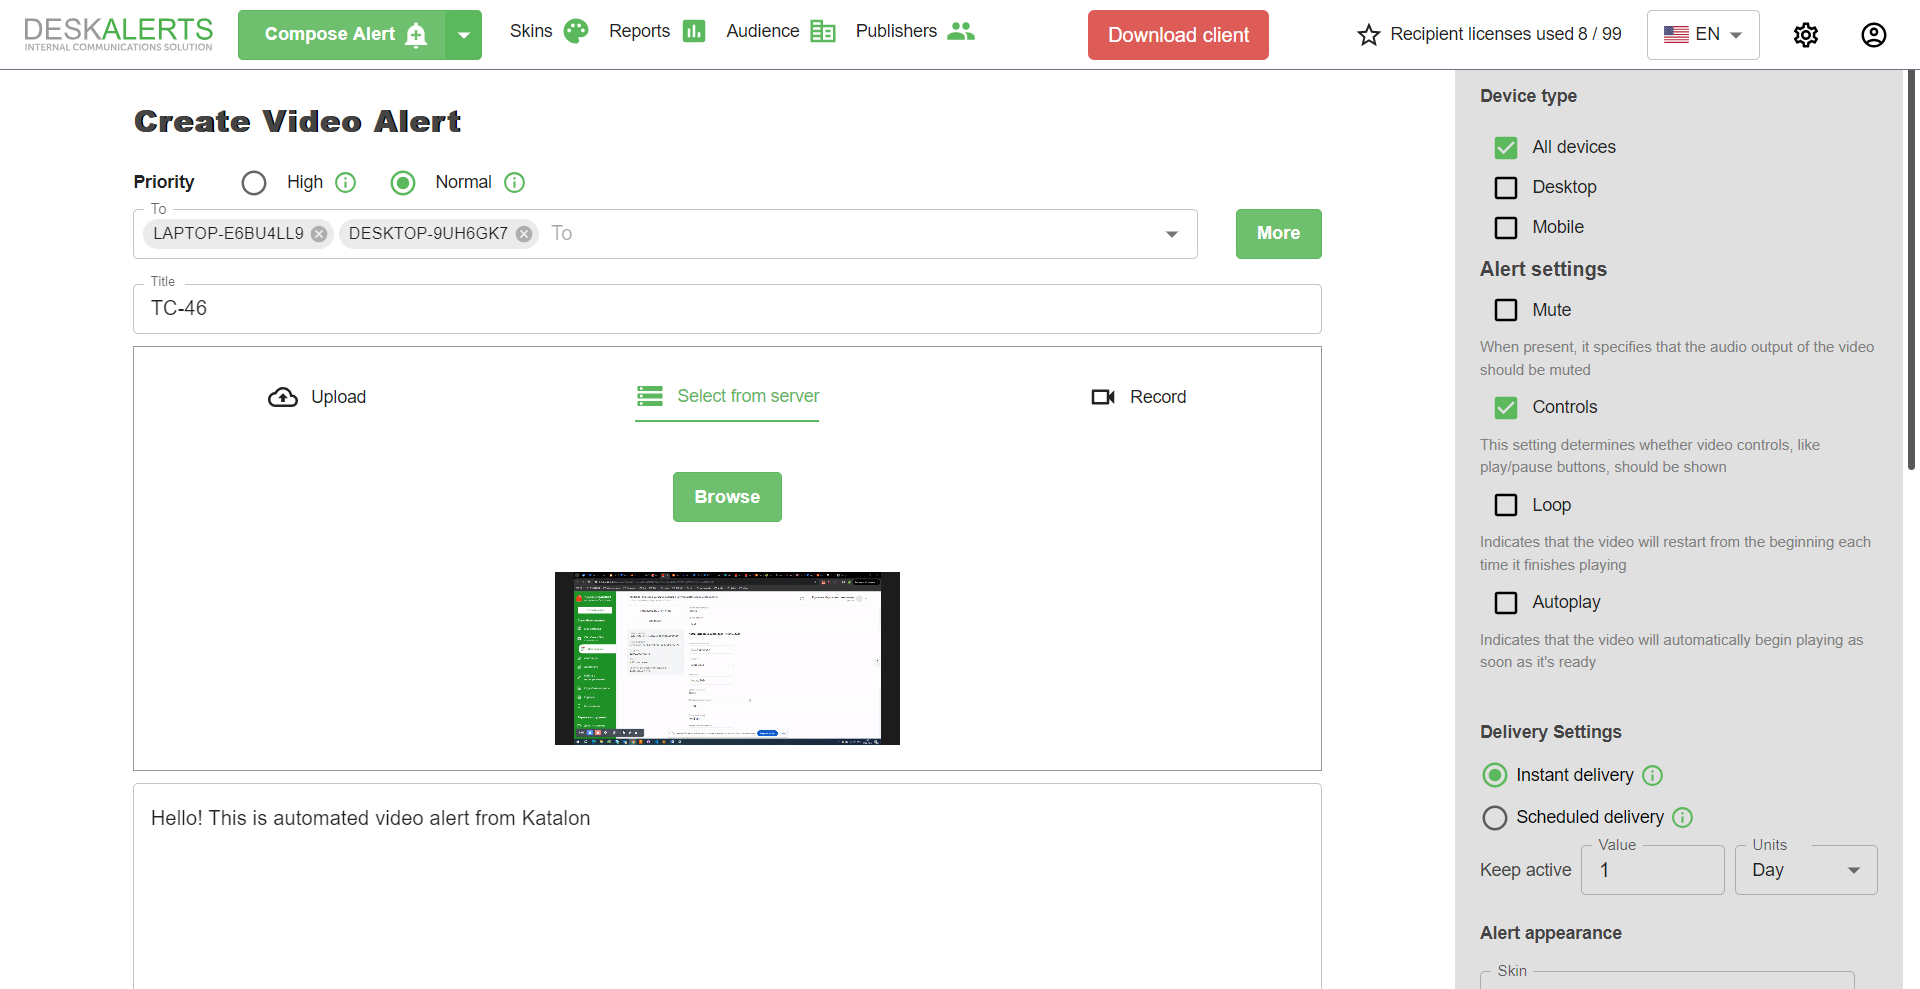 DESKALERTS
INTERNAL COMMUNICATIONS SOLUTION
Compose Alert
Skins
Reports
Audience
Publishers
Download client
Recipient licenses used 8 / 99
EN
Create Video Alert
Priority
High
Normal
To
LAPTOP-E6BU4LL9
DESKTOP-9UH6GK7
To
More
Title
TC-46
Upload
Select from server
Record
Browse
Hello! This is automated video alert from Katalon
Device type
All devices
Desktop
Mobile
Alert settings
Mute
When present, it specifies that the audio output of the video
should be muted
Controls
This setting determines whether video controls, like
play/pause buttons, should be shown
Loop
Indicates that the video will restart from the beginning each
time it finishes playing
Autoplay
Indicates that the video will automatically begin playing as
soon as it's ready
Delivery Settings
Instant delivery
Scheduled delivery
Keep active
Value
1
Units
Day
Alert appearance
Skin